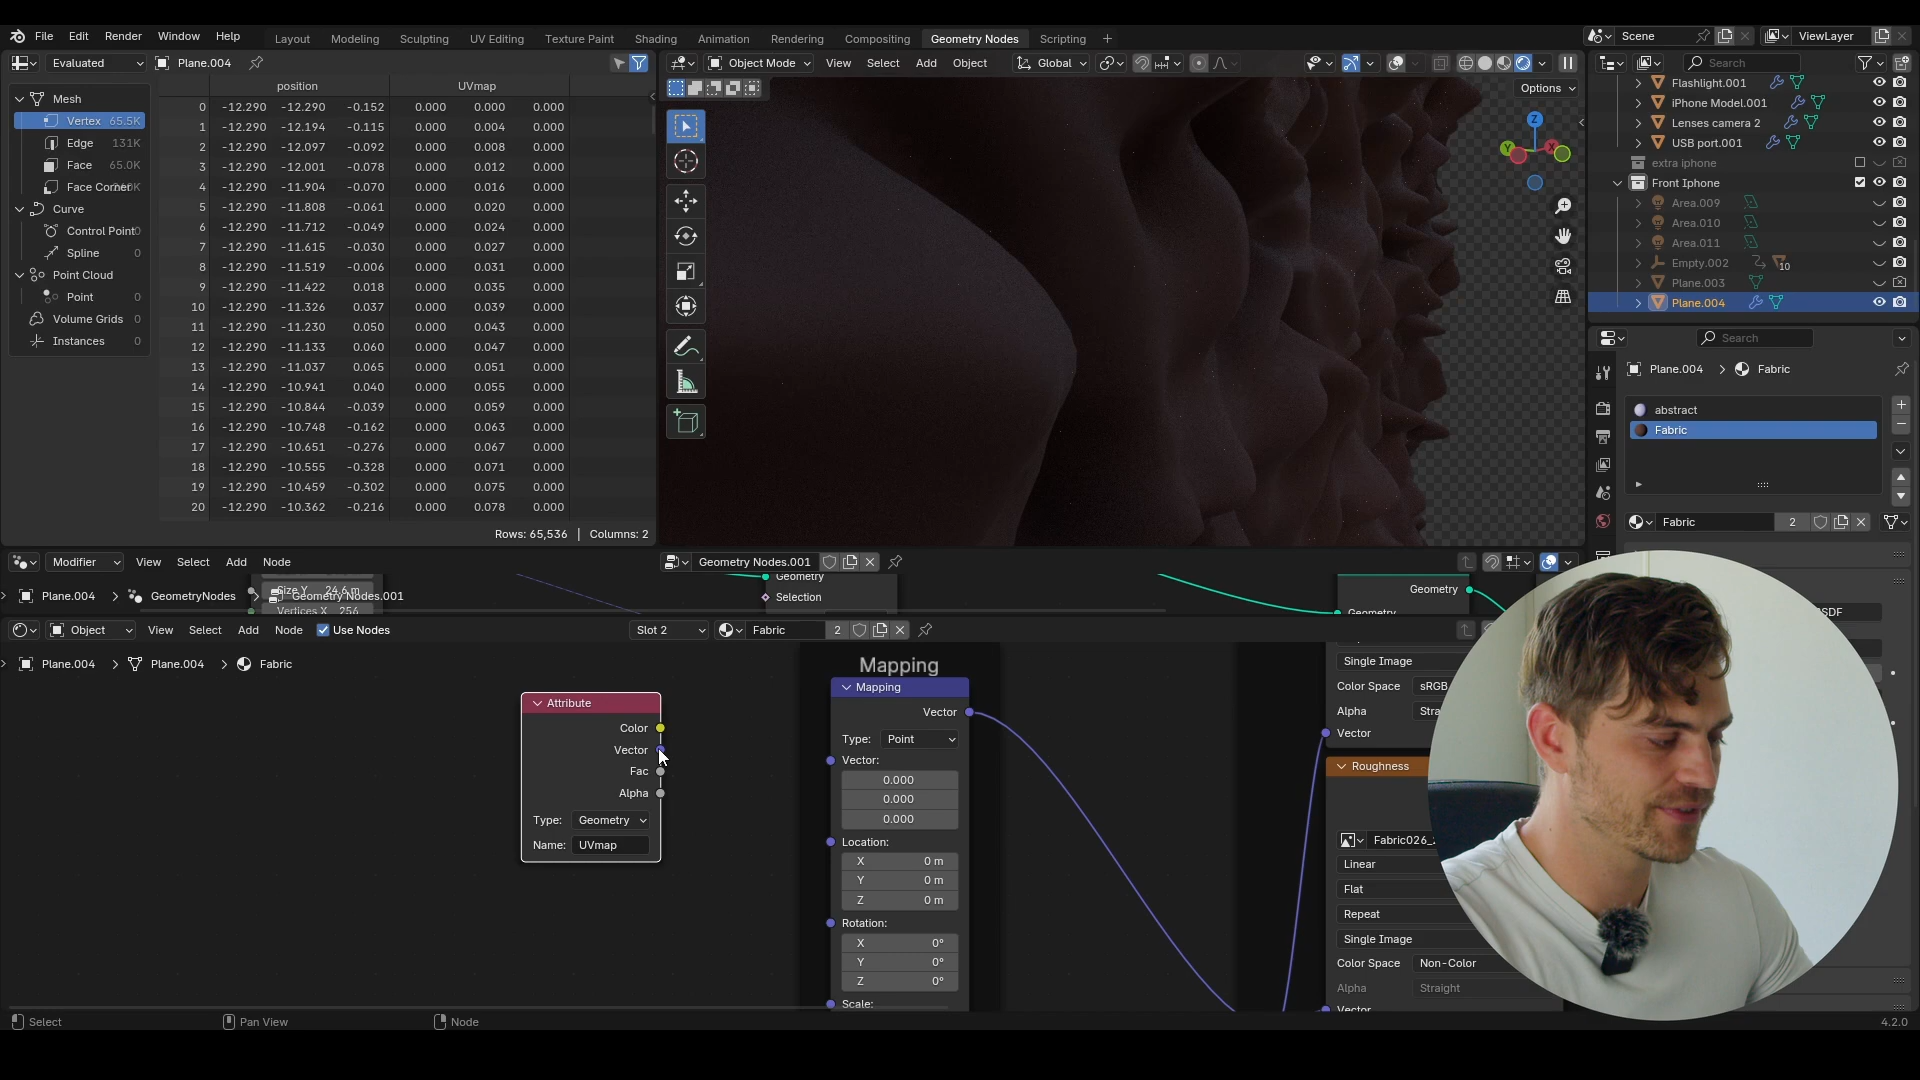 File Edit Render Window Help Layout Modeling Sculpting UV Editing Texture Paint Shading Animation Rendering Compositing Geometry Nodes Scripting + Scene ViewLayer
Evaluated Plane.004
Object Mode View Select Add Object Global
Search
position UVmap
Options
Mesh
Vertex 65.5K
Edge 131K
Face 65.0K
Face Corn
Curve
Control Point 0
Spline 0
Point Cloud
Point 0
Volume Grids 0
Instances 0
0 -12.290 -12.290 -0.152 0.000 0.000 0.000
1 -12.290 -12.194 -0.115 0.000 0.004 0.000
2 -12.290 -12.097 -0.092 0.000 0.008 0.000
3 -12.290 -12.001 -0.078 0.000 0.012 0.000
4 -12.290 -11.904 -0.070 0.000 0.016 0.000
5 -12.290 -11.808 -0.061 0.000 0.020 0.000
6 -12.290 -11.712 -0.049 0.000 0.024 0.000
7 -12.290 -11.615 -0.030 0.000 0.027 0.000
8 -12.290 -11.519 -0.006 0.000 0.031 0.000
9 -12.290 -11.422 0.018 0.000 0.035 0.000
10 -12.290 -11.326 0.037 0.000 0.039 0.000
11 -12.290 -11.230 0.050 0.000 0.043 0.000
12 -12.290 -11.133 0.060 0.000 0.047 0.000
13 -12.290 -11.037 0.065 0.000 0.051 0.000
14 -12.290 -10.941 0.040 0.000 0.055 0.000
15 -12.290 -10.844 -0.039 0.000 0.059 0.000
16 -12.290 -10.748 -0.162 0.000 0.063 0.000
17 -12.290 -10.651 -0.276 0.000 0.067 0.000
18 -12.290 -10.555 -0.328 0.000 0.071 0.000
19 -12.290 -10.459 -0.302 0.000 0.075 0.000
20 -12.290 -10.362 -0.216 0.000 0.078 0.000
Rows: 65,536 | Columns: 2
Z
Y
X
Flashlight.001
iPhone Model.001
Lenses camera 2
USB port.001
extra iphone
Front Iphone
Area.009
Area.010
Area.011
Empty.002 10
Plane.003
Plane.004
Search
Plane.004 > Fabric
abstract
Fabric
Fabric 2
SDF
Modifier View Select Add Node
Geometry Nodes.001
Plane.004 > GeometryNodes > Geometry Nodes.001
Size Y 24.6 m
Vertices X 256
Geometry
Selection
Geometry
Geometry
Object View Select Add Node Use Nodes Slot 2 Fabric 2
Plane.004 > Plane.004 > Fabric
Attribute
Color
Vector
Fac
Alpha
Type: Geometry
Name: UVmap
Mapping
Mapping
Vector
Type: Point
Vector:
0.000
0.000
0.000
Location:
X 0 m
Y 0 m
Z 0 m
Rotation:
X 0°
Y 0°
Z 0°
Scale:
Single Image
Color Space sRGB
Alpha Stra
Vector
Roughness
Fabric026_
Linear
Flat
Repeat
Single Image
Color Space Non-Color
Alpha Straight
Vector
Select Pan View Node 4.2.0